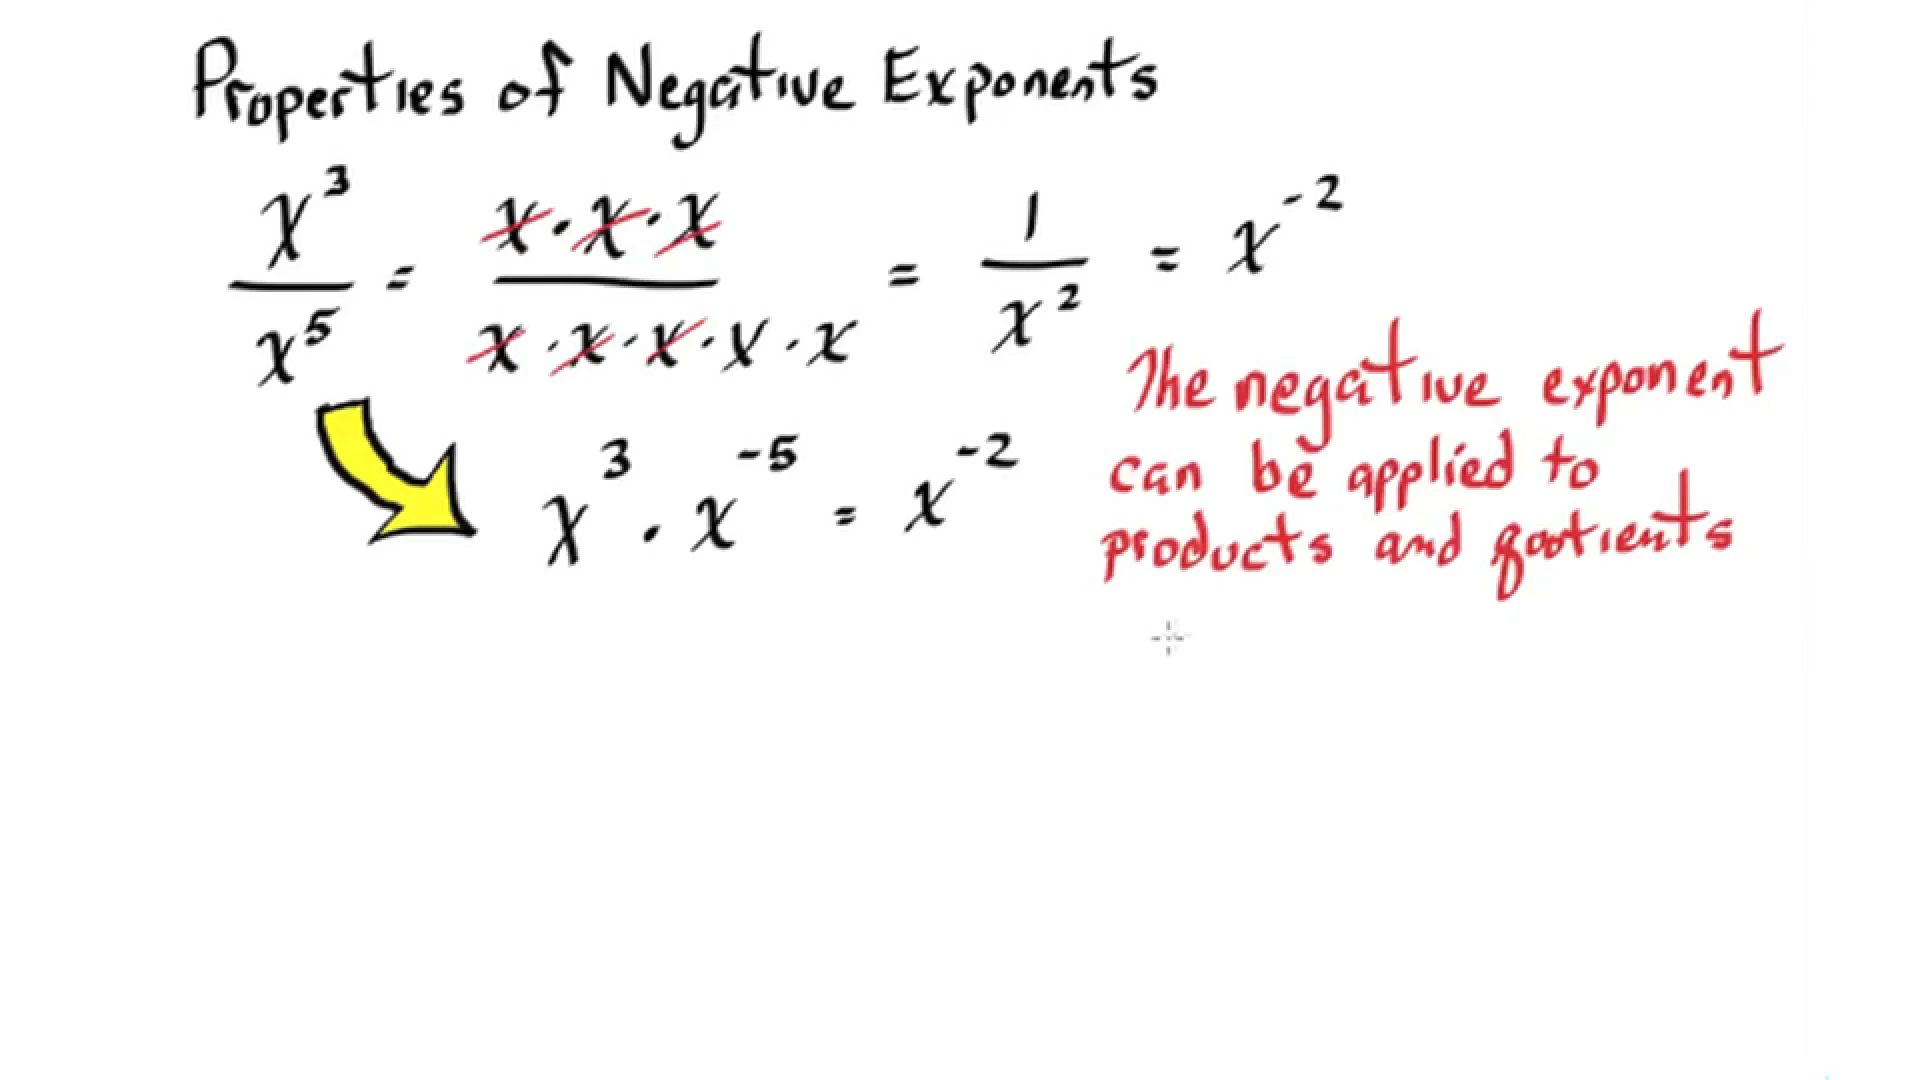 Properties of Negative Exponents
x³/x⁵ = x·x·x/x·x·x·x·x = 1/x² = x⁻²
x³ · x⁻⁵ = x⁻²
The negative exponent
can be applied to
products and quotients